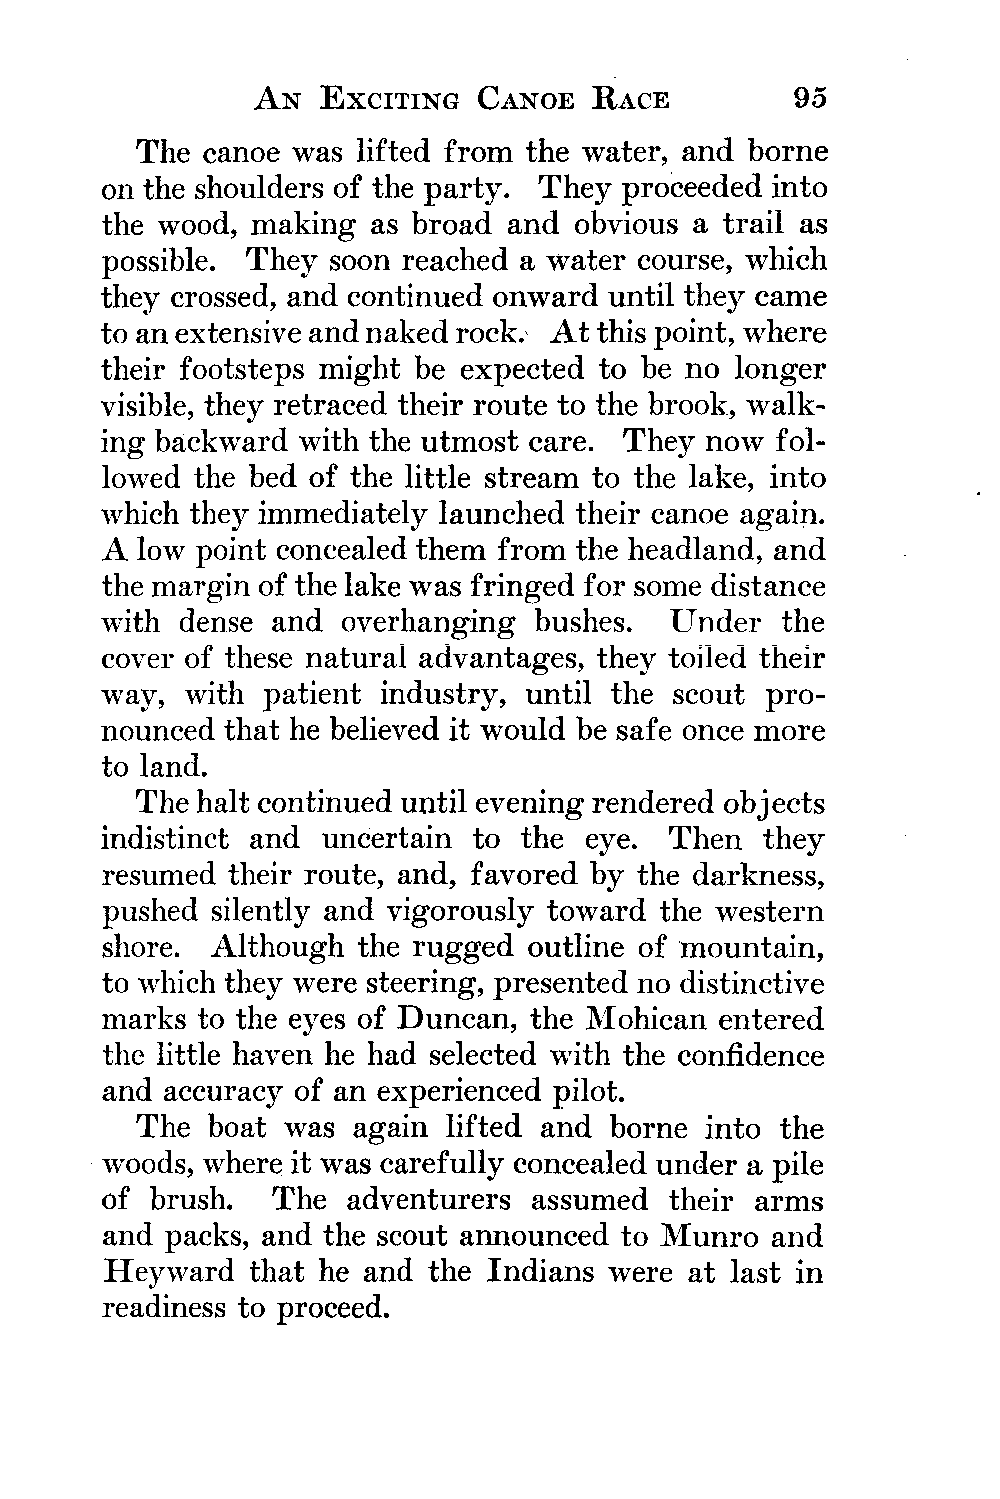 AN EXCITING CANOE RACE 95
The canoe was lifted from the water, and borne
on the shoulders of the party. They proceeded into
the wood, making as broad and obvious a trail as
possible. They soon reached a water course, which
they crossed, and continued onward until they came
to an extensive and naked rock. At this point, where
their footsteps might be expected to be no longer
visible, they retraced their route to the brook, walk-
ing backward with the utmost care. They now fol-
lowed the bed of the little stream to the lake, into
which they immediately launched their canoe again.
A low point concealed them from the headland, and
the margin of the lake was fringed for some distance
with dense and overhanging bushes. Under the
cover of these natural advantages, they toiled their
way, with patient industry, until the scout pro-
nounced that he believed it would be safe once more
to land.
The halt continued until evening rendered objects
indistinct and uncertain to the eye. Then they
resumed their route, and, favored by the darkness,
pushed silently and vigorously toward the western
shore. Although the rugged outline of mountain,
to which they were steering, presented no distinctive
marks to the eyes of Duncan, the Mohican entered
the little haven he had selected with the confidence
and accuracy of an experienced pilot.
The boat was again lifted and borne into the
woods, where it was carefully concealed under a pile
of brush. The adventurers assumed their arms
and packs, and the scout announced to Munro and
Heyward that he and the Indians were at last in
readiness to proceed.